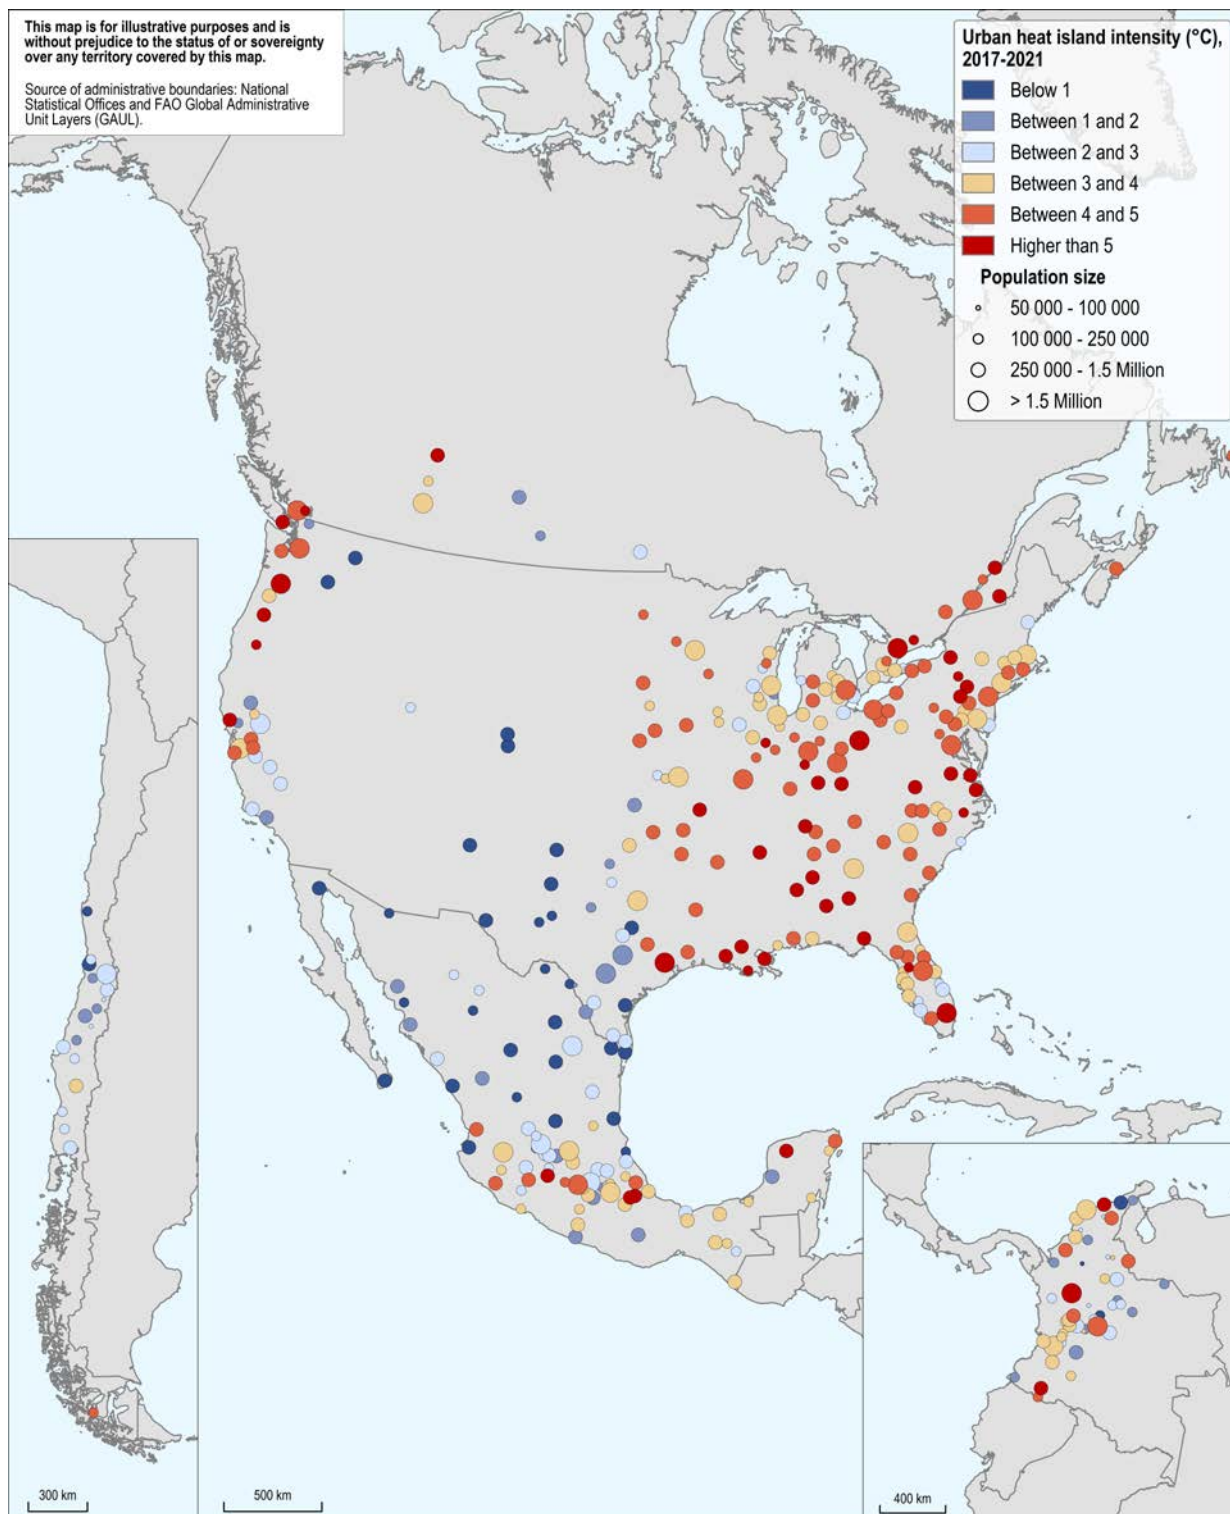 This map is for illustrative purposes and is
without prejudice to the status of or sovereignty
over any territory covered by this map.
Source of administrative boundaries: National
Statistical Offices and FAO Global Administrative
Unit Layers (GAUL).
Urban heat island intensity (°C),
2017-2021
Below 1
Between 1 and 2
Between 2 and 3
Between 3 and 4
Between 4 and 5
Higher than 5
Population size
50 000 - 100 000
100 000 - 250 000
250 000 - 1.5 Million
> 1.5 Million
300 km
500 km
400 km